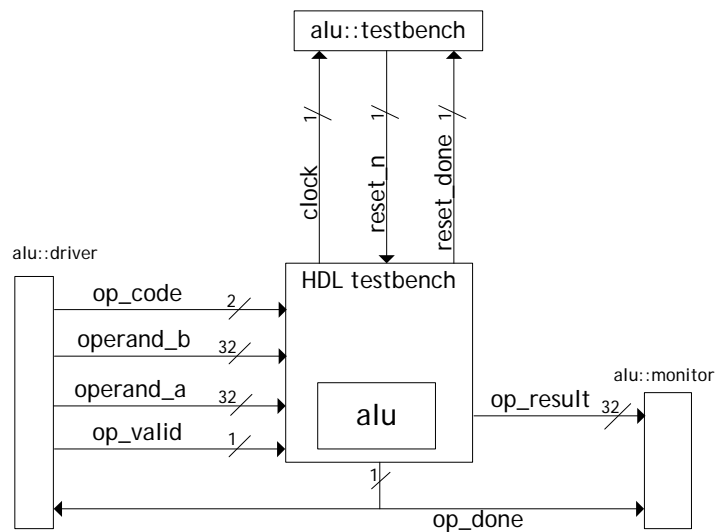 alu::testbench
1
1
1
clock
reset_n
reset_done
alu::driver
HDL testbench
op_code
2
operand_b
32
operand_a
32
op_valid
1
alu
alu::monitor
op_result
32
1
op_done